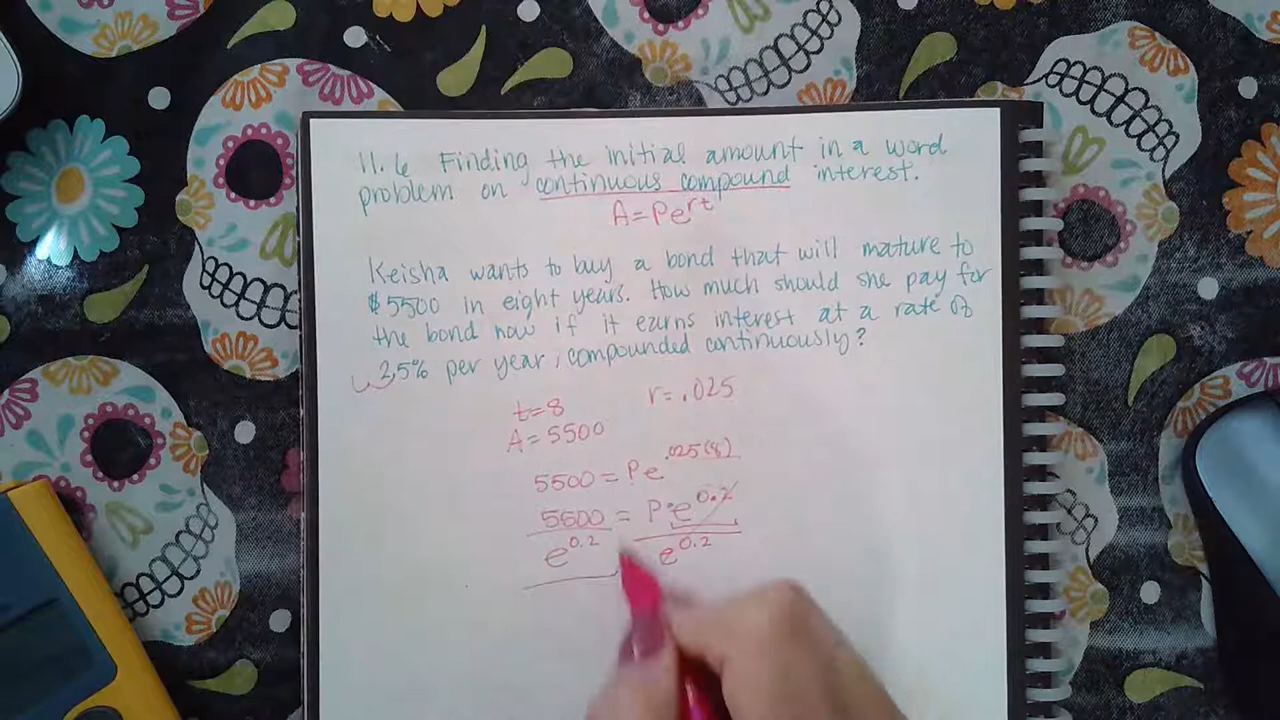 11.6 Finding the initial amount in a word
problem on continuous compound interest.
A=Pe^rt
Keisha wants to buy a bond that will mature to
$5500 in eight years. How much should she pay for
the bond now if it earns interest at a rate of
2.5% per year, compounded continuously?
t=8 r=.025
A=5500
5500=Pe^.025(8)
5500 = P·e^0.2
e^0.2 e^0.2